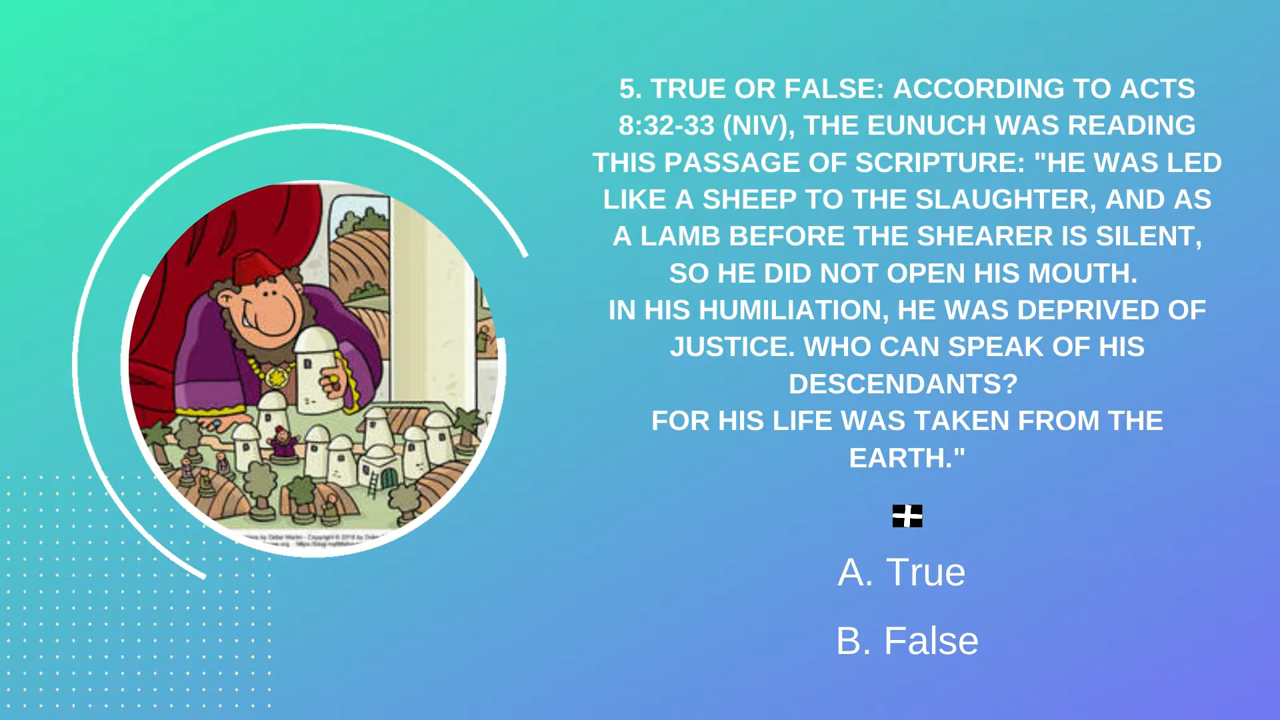 5. TRUE OR FALSE: ACCORDING TO ACTS
8:32-33 (NIV), THE EUNUCH WAS READING
THIS PASSAGE OF SCRIPTURE: "HE WAS LED
LIKE A SHEEP TO THE SLAUGHTER, AND AS
A LAMB BEFORE THE SHEARER IS SILENT,
SO HE DID NOT OPEN HIS MOUTH.
IN HIS HUMILIATION, HE WAS DEPRIVED OF
JUSTICE. WHO CAN SPEAK OF HIS
DESCENDANTS?
FOR HIS LIFE WAS TAKEN FROM THE
EARTH."
A. True
B. False